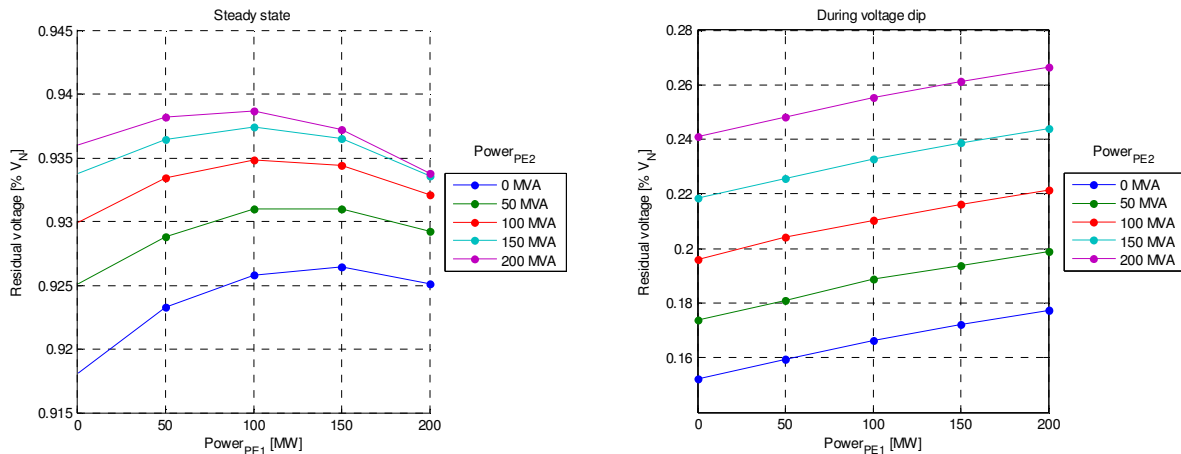 Steady state
0.945
0.94
0.935
0.93
0.925
0.92
0.915
Residual voltage [% V_N]
0
50
100
150
200
Power_PE1 [MW]
Power_PE2
0 MVA
50 MVA
100 MVA
150 MVA
200 MVA
During voltage dip
0.28
0.26
0.24
0.22
0.2
0.18
0.16
Residual voltage [% V_N]
0
50
100
150
200
Power_PE1 [MW]
Power_PE2
0 MVA
50 MVA
100 MVA
150 MVA
200 MVA